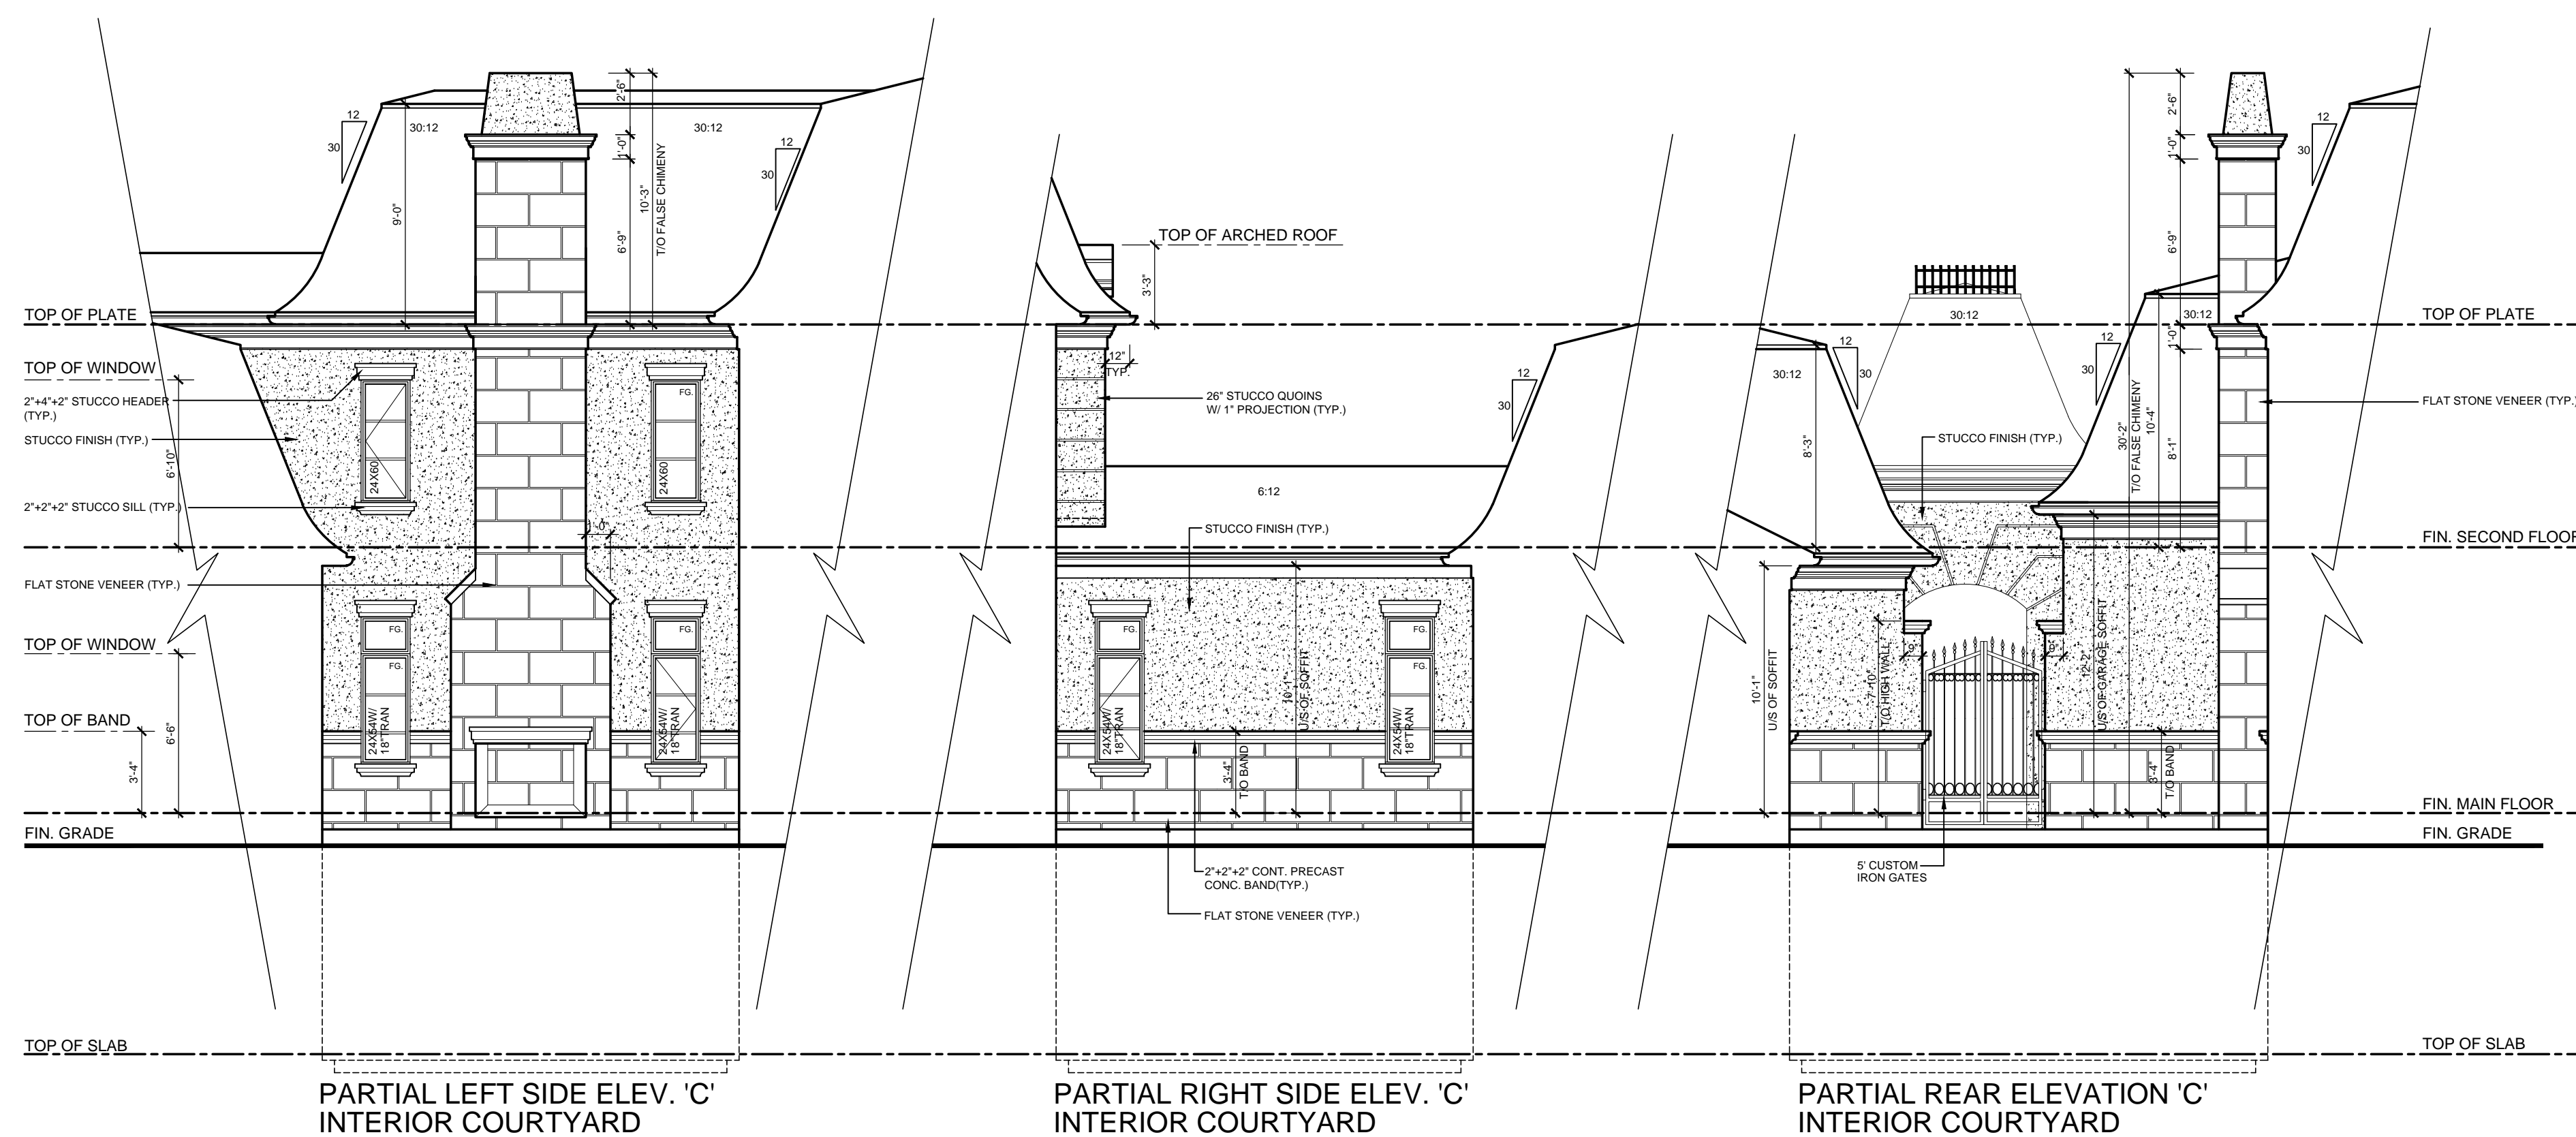 TOP OF PLATE
TOP OF WINDOW
2"+4"+2" STUCCO HEADER
(TYP.)
STUCCO FINISH (TYP.)
6'-10"
2"+2"+2" STUCCO SILL (TYP.)
FLAT STONE VENEER (TYP.)
TOP OF WINDOW
TOP OF BAND
6'-6"
3'-4"
FIN. GRADE
TOP OF SLAB
12
30
30:12
9'-0"
2'-6"
1'-0"
6'-9"
10'-3"
T/O FALSE CHIMENY
30:12
12
30
24X60
FG.
24X60
1'-0"
FG.
FG.
24X54W/
18"TRAN
FG.
24X54W/
18"TRAN
PARTIAL LEFT SIDE ELEV. 'C'
INTERIOR COURTYARD
TOP OF ARCHED ROOF
3'-3"
12"
TYP.
26" STUCCO QUOINS
W/ 1" PROJECTION (TYP.)
12
30
6:12
STUCCO FINISH (TYP.)
FG.
24X54W/
18"TRAN
10'-1"
U/S OF SOFFIT
3'-4"
T/O BAND
FG.
FG.
24X54W/
18"TRAN
2"+2"+2" CONT. PRECAST
CONC. BAND(TYP.)
FLAT STONE VENEER (TYP.)
PARTIAL RIGHT SIDE ELEV. 'C'
INTERIOR COURTYARD
12
30
30:12
8'-3"
30:12
STUCCO FINISH (TYP.)
12
30
30:12
2'-6"
1'-0"
6'-9"
1'-0"
8'-1"
30'-2"
T/O FALSE CHIMENY
10'-4"
12
30
10'-1"
U/S OF SOFFIT
7'-10"
T/O HIGH WALL
9"
9"
12'-2"
U/S OF GARAGE SOFFIT
3'-4"
T/O BAND
5' CUSTOM
IRON GATES
TOP OF PLATE
FLAT STONE VENEER (TYP.)
FIN. SECOND FLOOR
FIN. MAIN FLOOR
FIN. GRADE
TOP OF SLAB
PARTIAL REAR ELEVATION 'C'
INTERIOR COURTYARD